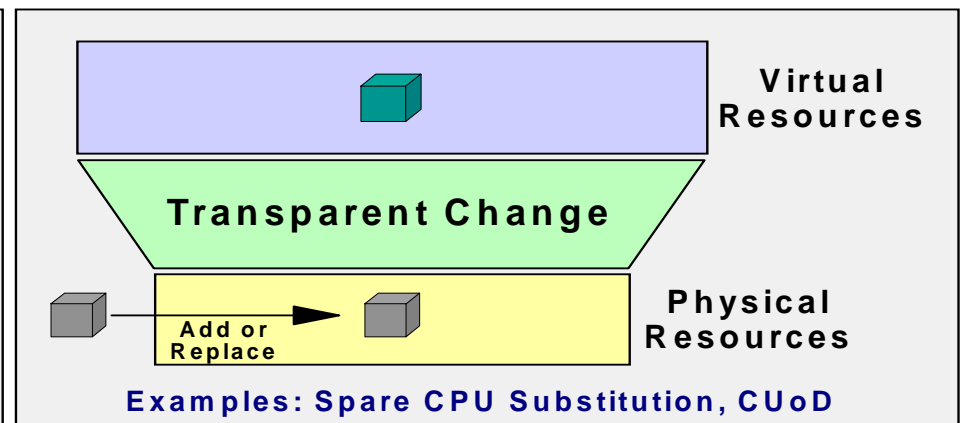 Virtual
Resources
Transparent Change
Physical
Resources
Add or
Replace
Examples: Spare CPU Substitution, CUoD